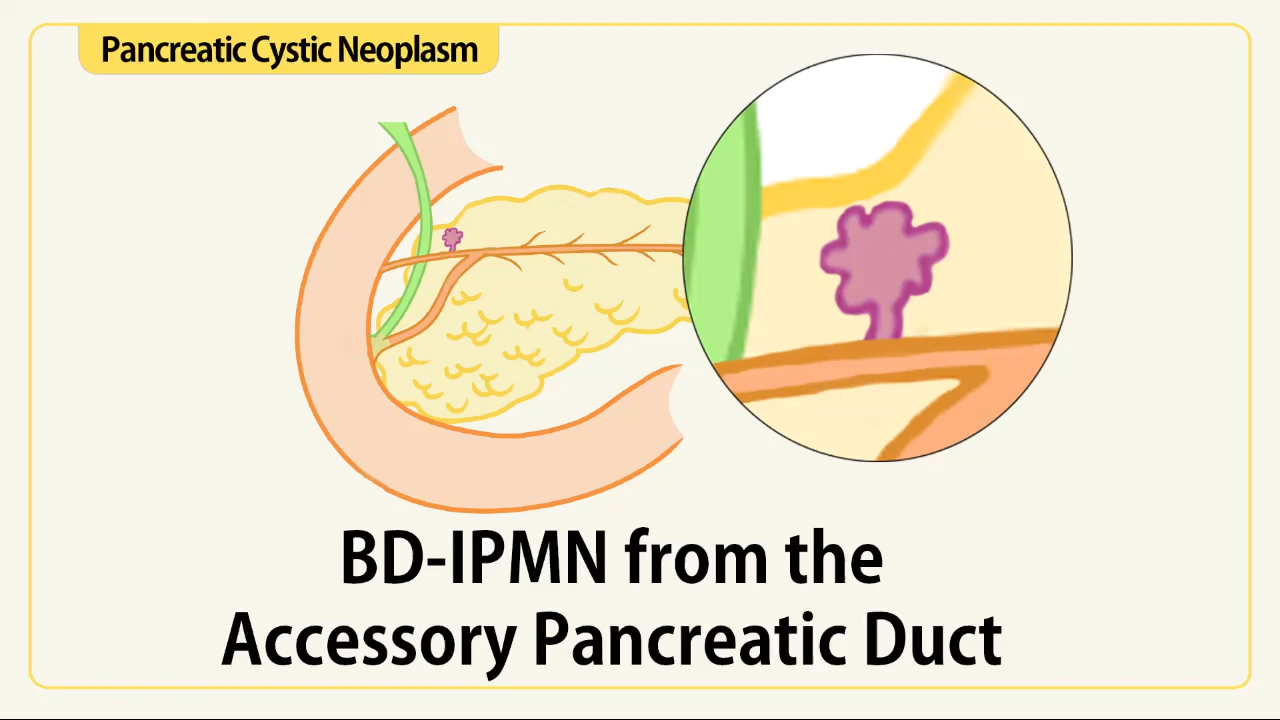 Pancreatic Cystic Neoplasm
BD-IPMN from the
Accessory Pancreatic Duct